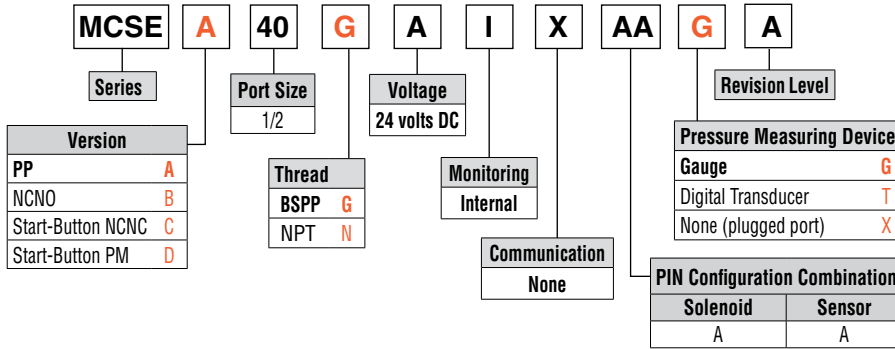 MCSE A 40 G A I X AA G A
Series
Port Size
1/2
Voltage
24 volts DC
Revision Level
Version
PP A
NCNO B
Start-Button NCNC C
Start-Button PM D
Thread
BSPP G
NPT N
Monitoring
Internal
Pressure Measuring Device
Gauge G
Digital Transducer T
None (plugged port) X
Communication
None
PIN Configuration Combination
Solenoid Sensor
A A